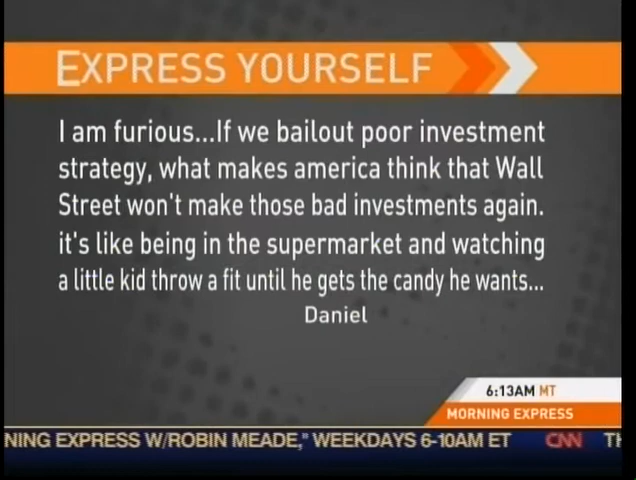 EXPRESS YOURSELF
I am furious...If we bailout poor investment
strategy, what makes america think that Wall
Street won't make those bad investments again.
it's like being in the supermarket and watching
a little kid throw a fit until he gets the candy he wants...
Daniel
6:13AM MT
MORNING EXPRESS
NING EXPRESS W/ROBIN MEADE," WEEKDAYS 6-10AM ET CNN TH